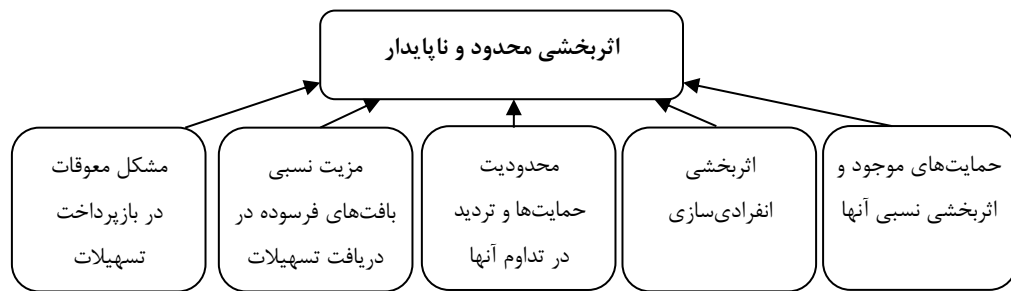 اثربخشی محدود و ناپایدار
حمایت‌های موجود و
اثربخشی نسبی آنها
اثربخشی
انفرادی‌سازی
محدودیت
حمایت‌ها و تردید
در تداوم آنها
مزیت نسبی
بافت‌های فرسوده در
دریافت تسهیلات
مشکل معوقات
در بازپرداخت
تسهیلات